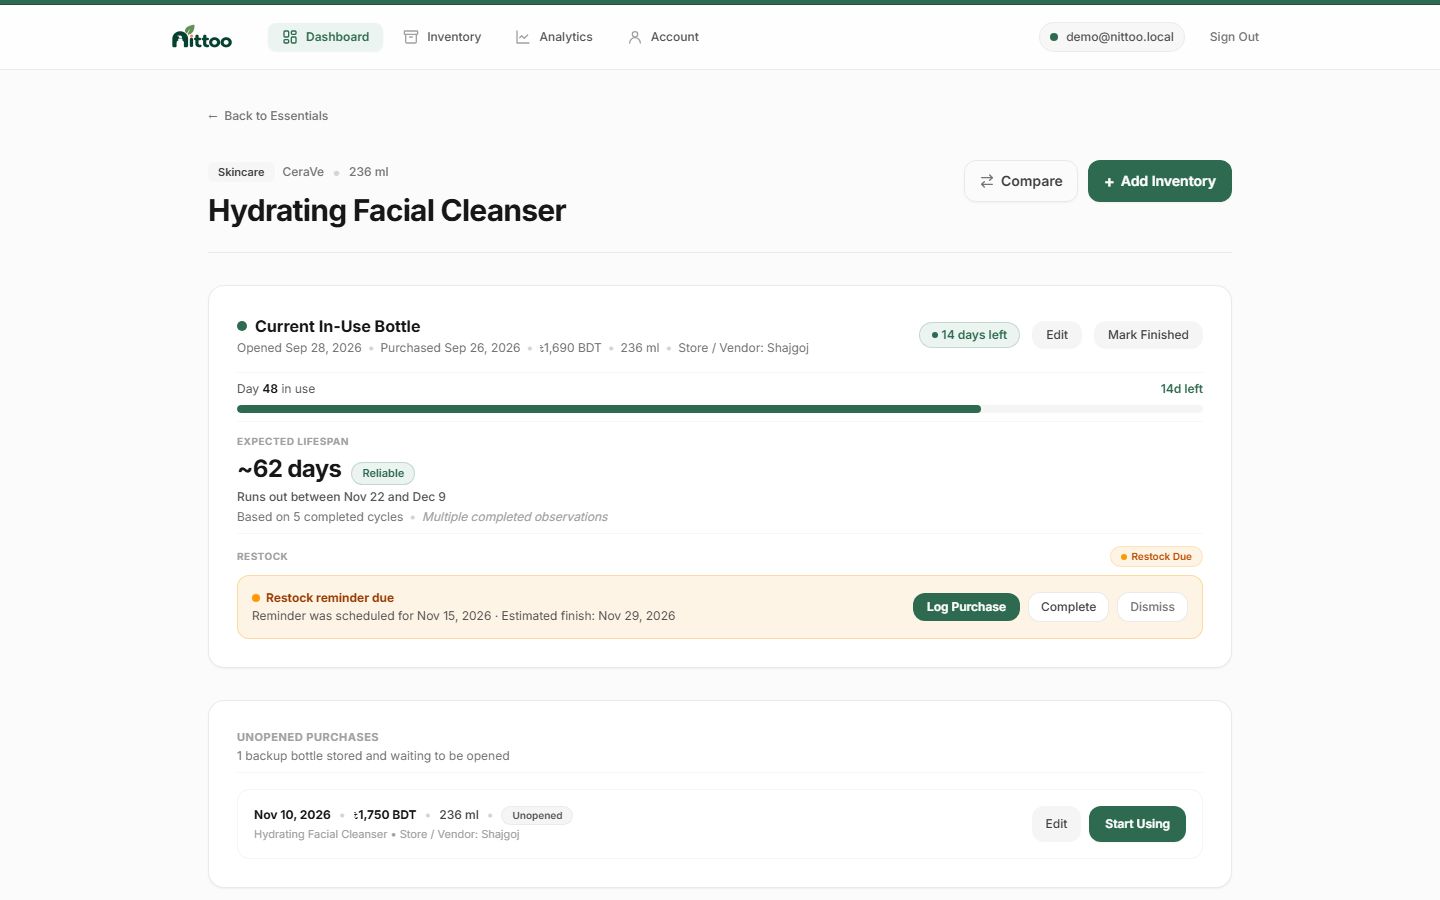 Nittoo
Dashboard
Inventory
Analytics
Account
demo@nittoo.local
Sign Out
← Back to Essentials
Skincare CeraVe • 236 ml
Hydrating Facial Cleanser
Compare
+ Add Inventory
Current In-Use Bottle
Opened Sep 28, 2026 • Purchased Sep 26, 2026 • ৳1,690 BDT • 236 ml • Store / Vendor: Shajgoj
14 days left
Edit
Mark Finished
Day 48 in use
14d left
EXPECTED LIFESPAN
~62 days Reliable
Runs out between Nov 22 and Dec 9
Based on 5 completed cycles • Multiple completed observations
RESTOCK
Restock Due
Restock reminder due
Reminder was scheduled for Nov 15, 2026 · Estimated finish: Nov 29, 2026
Log Purchase
Complete
Dismiss
UNOPENED PURCHASES
1 backup bottle stored and waiting to be opened
Nov 10, 2026 • ৳1,750 BDT • 236 ml • Unopened
Hydrating Facial Cleanser • Store / Vendor: Shajgoj
Edit
Start Using